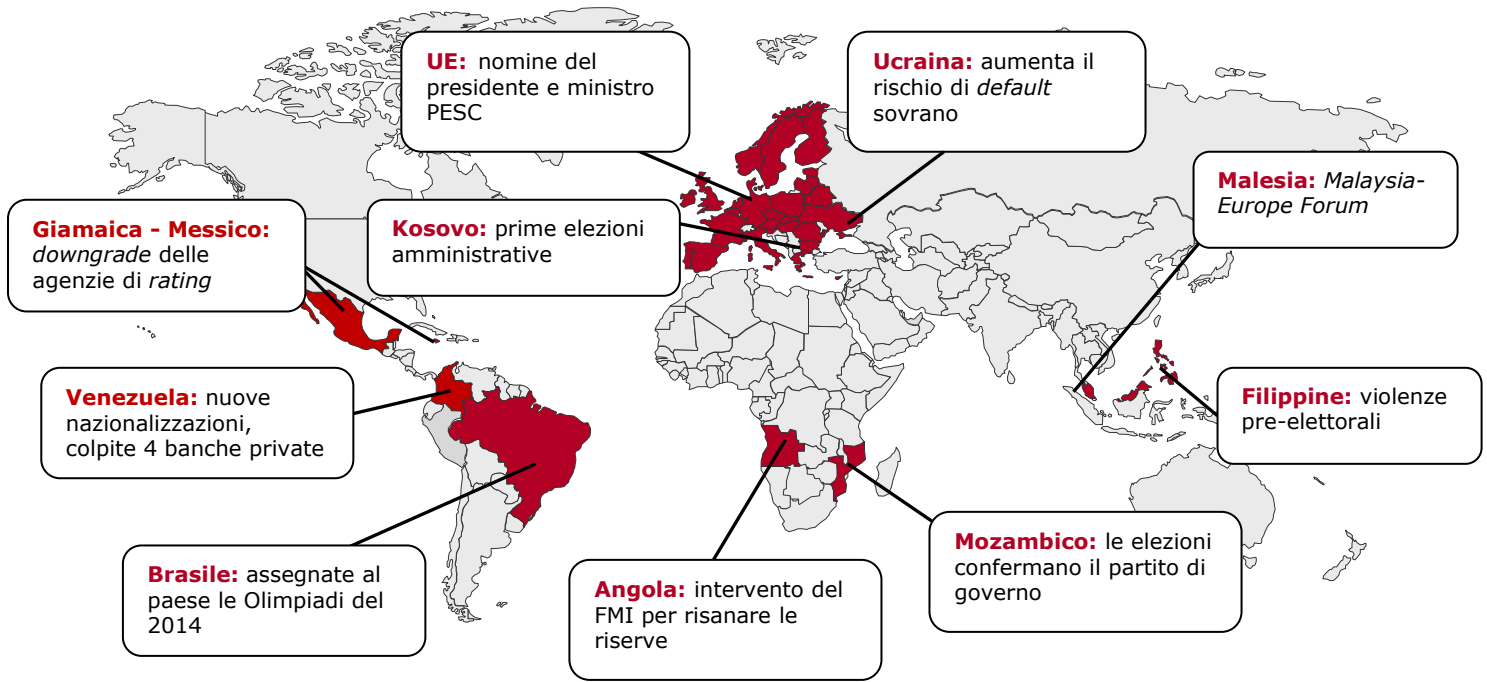 UE: nomine del
presidente e ministro
PESC
Ucraina: aumenta il
rischio di default
sovrano
Malesia: Malaysia-
Europe Forum
Giamaica - Messico:
downgrade delle
agenzie di rating
Kosovo: prime elezioni
amministrative
Venezuela: nuove
nazionalizzazioni,
colpite 4 banche private
Filippine: violenze
pre-elettorali
Brasile: assegnate al
paese le Olimpiadi del
2014
Angola: intervento del
FMI per risanare le
riserve
Mozambico: le elezioni
confermano il partito di
governo